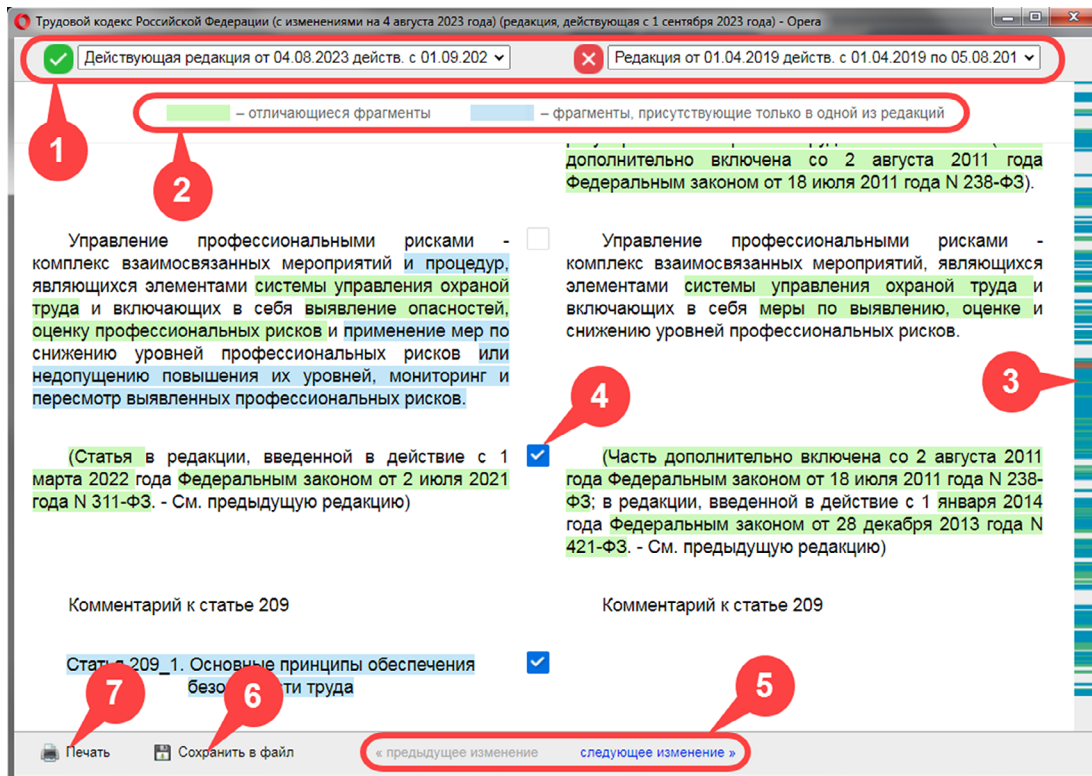 Трудовой кодекс Российской Федерации (с изменениями на 4 августа 2023 года) (редакция, действующая с 1 сентября 2023 года) - Opera
Действующая редакция от 04.08.2023 действ. с 01.09.202
Редакция от 01.04.2019 действ. с 01.04.2019 по 05.08.201
– отличающиеся фрагменты
– фрагменты, присутствующие только в одной из редакций
1
2
дополнительно включена со 2 августа 2011 года
Федеральным законом от 18 июля 2011 года N 238-ФЗ).
Управление профессиональными рисками -
комплекс взаимосвязанных мероприятий и процедур,
являющихся элементами системы управления охраной
труда и включающих в себя выявление опасностей,
оценку профессиональных рисков и применение мер по
снижению уровней профессиональных рисков или
недопущению повышения их уровней, мониторинг и
пересмотр выявленных профессиональных рисков.
Управление профессиональными рисками -
комплекс взаимосвязанных мероприятий, являющихся
элементами системы управления охраной труда и
включающих в себя меры по выявлению, оценке и
снижению уровней профессиональных рисков.
3
4
(Статья в редакции, введенной в действие с 1
марта 2022 года Федеральным законом от 2 июля 2021
года N 311-ФЗ. - См. предыдущую редакцию)
(Часть дополнительно включена со 2 августа 2011
года Федеральным законом от 18 июля 2011 года N 238-
ФЗ; в редакции, введенной в действие с 1 января 2014
года Федеральным законом от 28 декабря 2013 года N
421-ФЗ. - См. предыдущую редакцию)
Комментарий к статье 209
Комментарий к статье 209
209_1. Основные принципы обеспечения
труда
7
6
5
Печать
Сохранить в файл
« предыдущее изменение
следующее изменение »